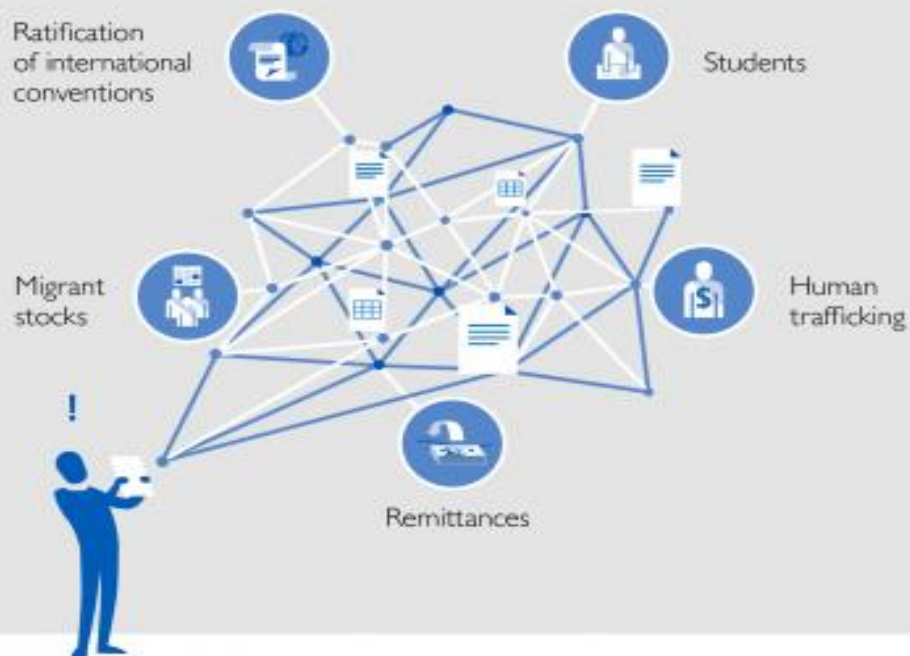 Ratification
of international
conventions
Students
Migrant
stocks
Human
trafficking
!
$
Remittances